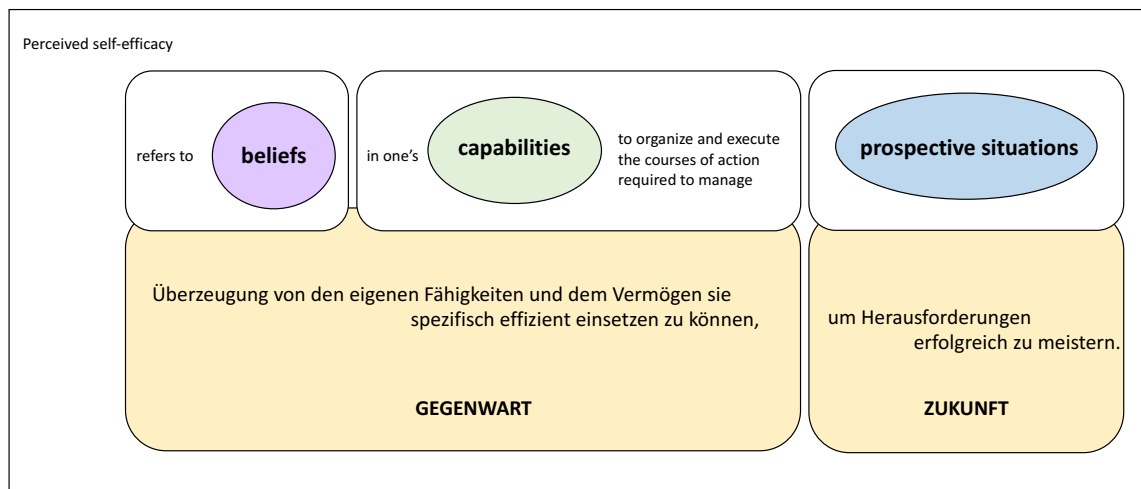 Perceived self-efficacy
refers to
beliefs
in one's
capabilities
to organize and execute
the courses of action
required to manage
prospective situations
Überzeugung von den eigenen Fähigkeiten und dem Vermögen sie
spezifisch effizient einsetzen zu können,
um Herausforderungen
erfolgreich zu meistern.
GEGENWART
ZUKUNFT